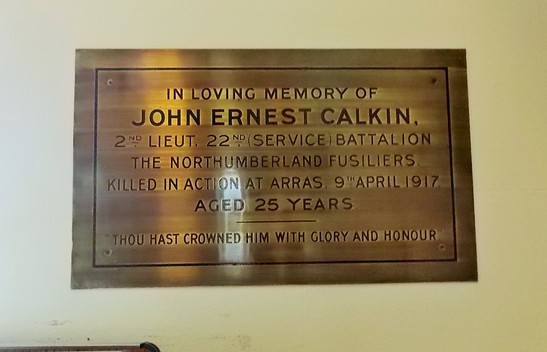 IN LOVING MEMORY OF
JOHN ERNEST CALKIN,
2ND LIEUT. 22ND (SERVICE) BATTALION
THE NORTHUMBERLAND FUSILIERS.
KILLED IN ACTION AT ARRAS, 9TH APRIL 1917,
AGED 25 YEARS
"THOU HAST CROWNED HIM WITH GLORY AND HONOUR."